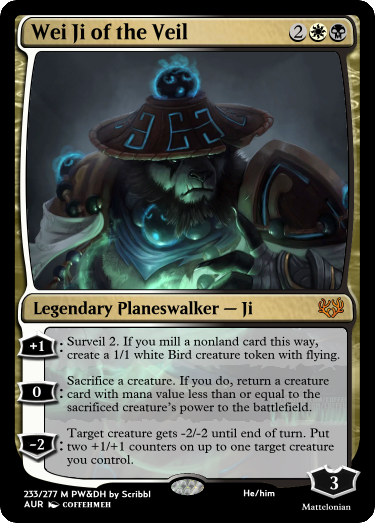 Wei Ji of the Veil 2
Legendary Planeswalker — Ji
+1: Surveil 2. If you mill a nonland card this way,
create a 1/1 white Bird creature token with flying.
0: Sacrifice a creature. If you do, return a creature
card with mana value less than or equal to the
sacrificed creature's power to the battlefield.
-2: Target creature gets -2/-2 until end of turn. Put
two +1/+1 counters on up to one target creature
you control.
3
233/277 M PW&DH by Scribbl He/him
AUR COFFEHMEH Mattelonian